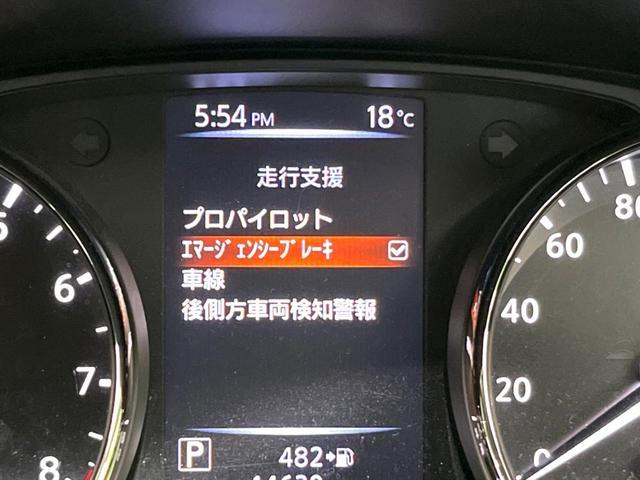 5:54 PM 18℃
走行支援
プロパイロット
ｴﾏｰｼﾞｪﾝｼｰﾌﾞﾚｰｷ
車線
後側方車両検知警報
P 482
6
7
8
80
60
40
20
0